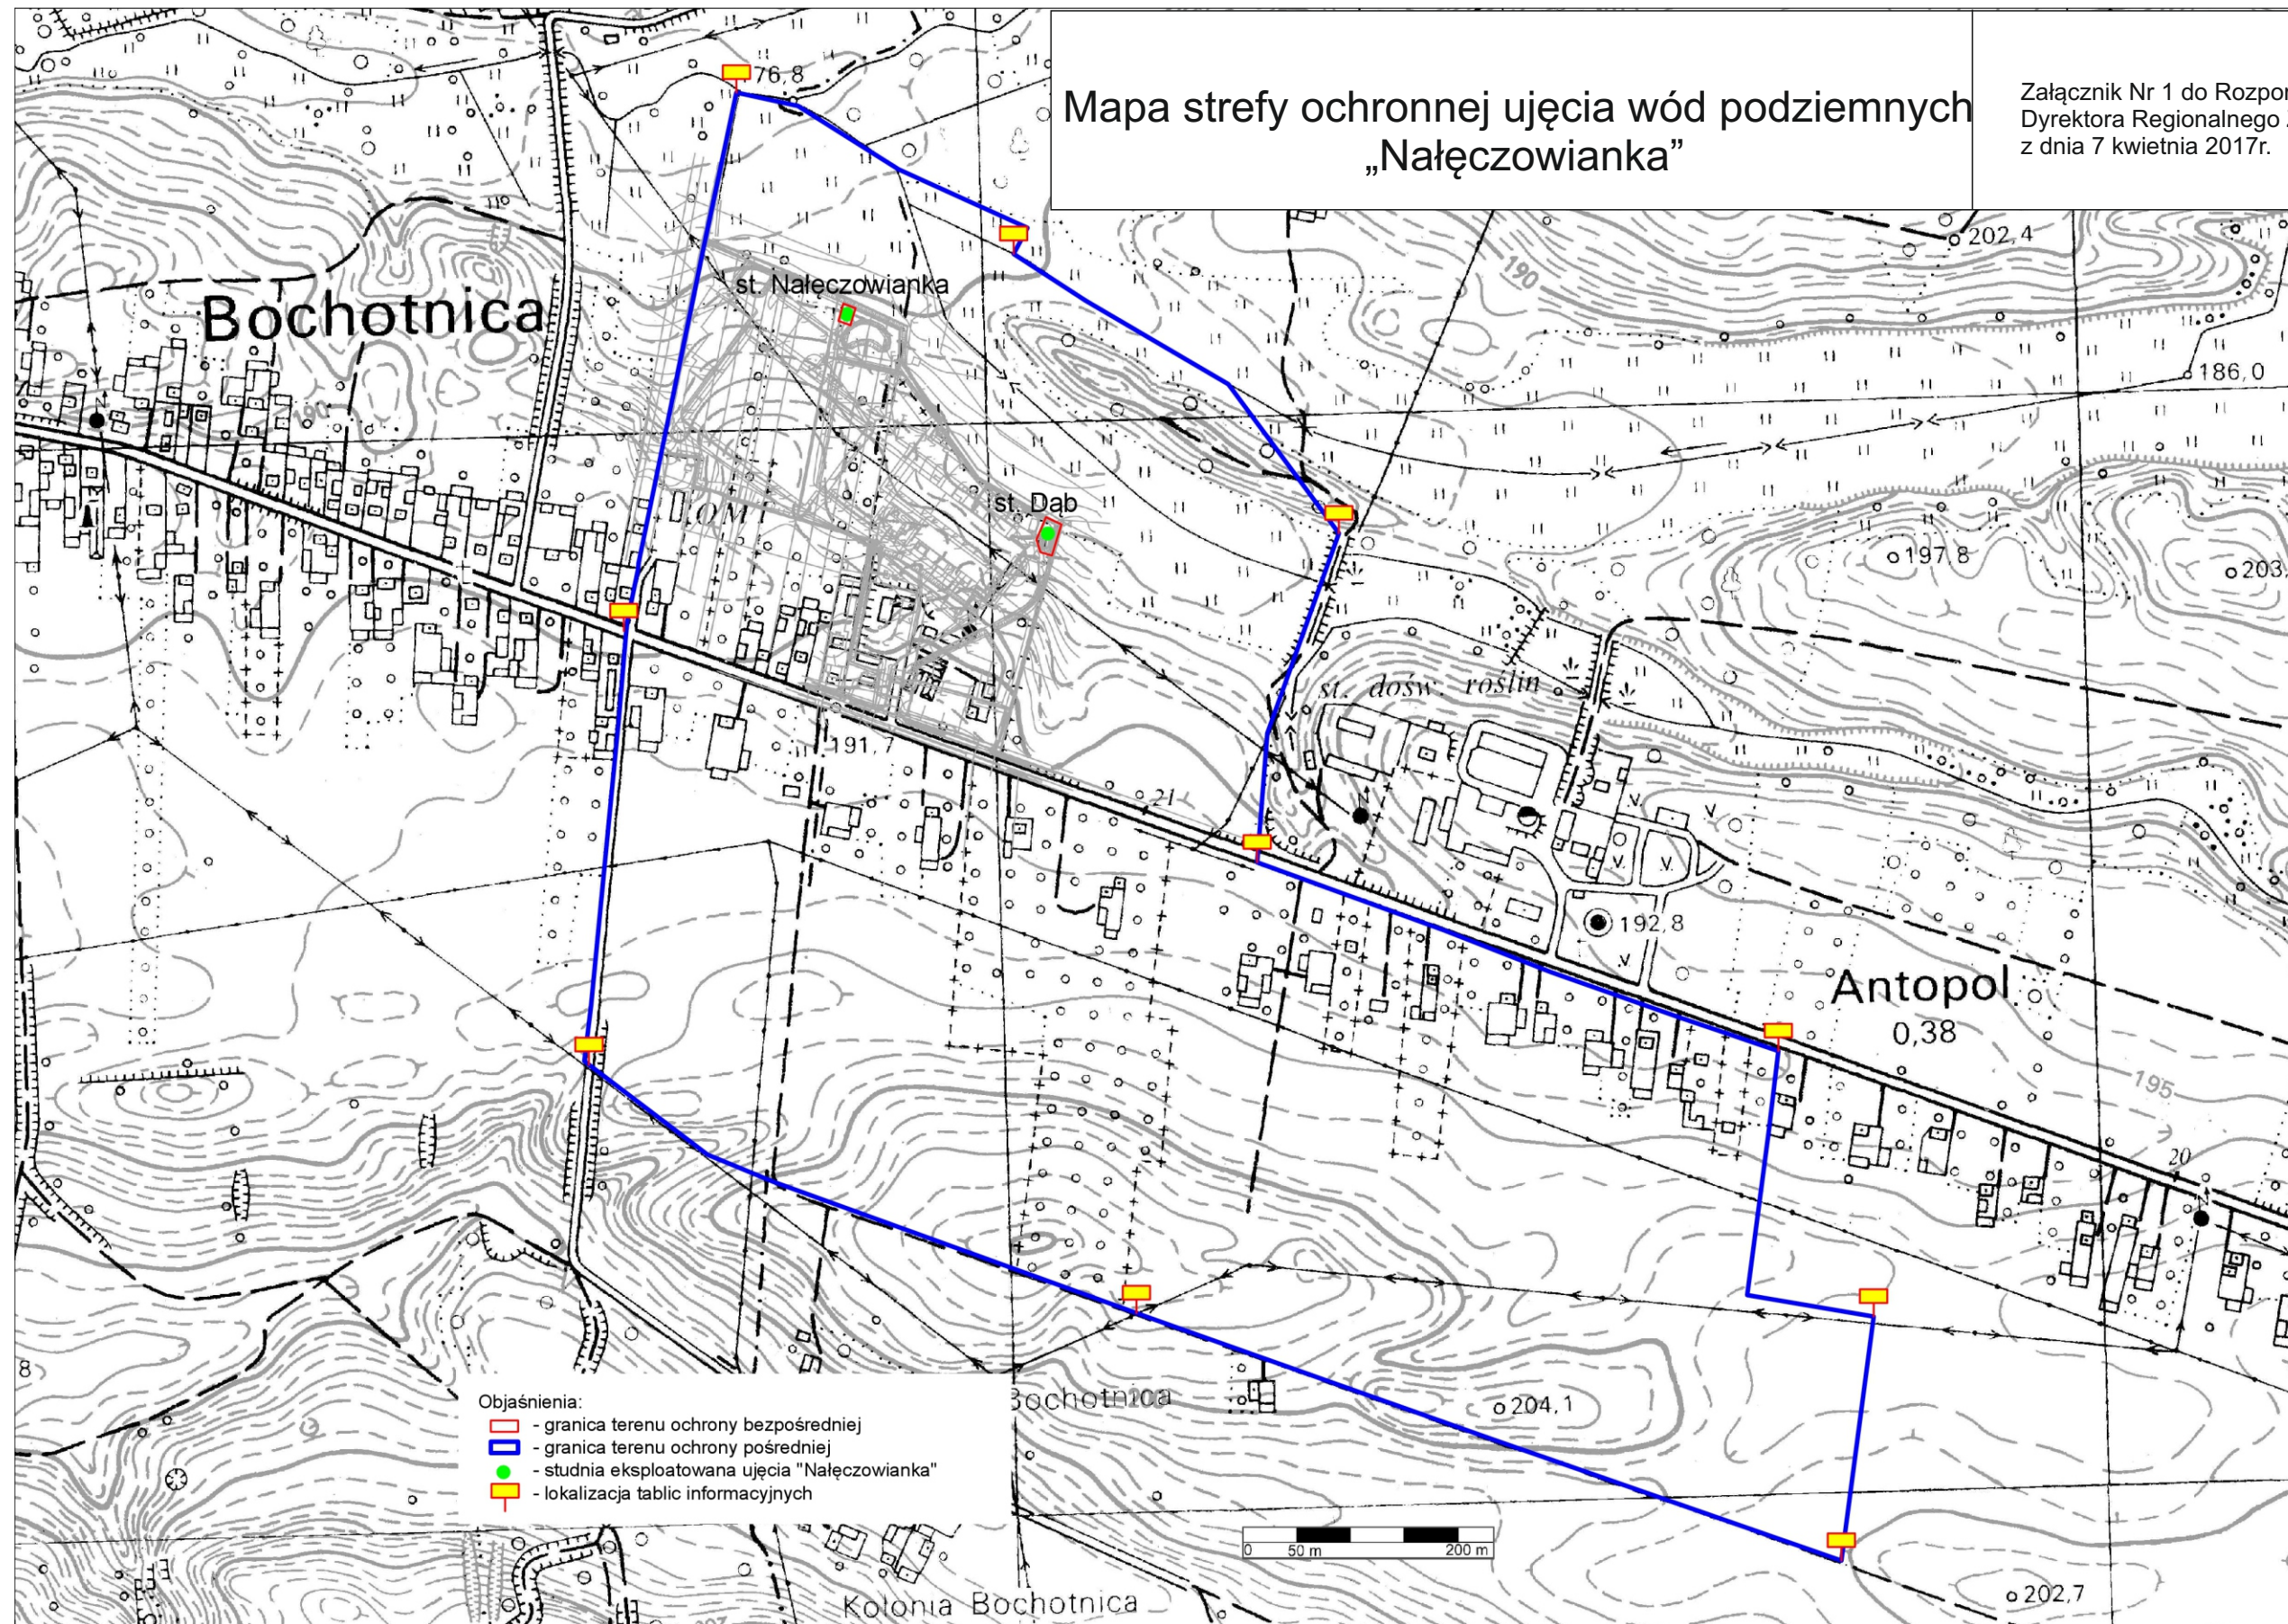 Mapa strefy ochronnej ujęcia wód podziemnych
„Nałęczowianka”
Załącznik Nr 1 do Rozpor
Dyrektora Regionalnego
z dnia 7 kwietnia 2017r.
76,8
202,4
190
st. Nałęczowianka
Bochotnica
186,0
190
st. Dąb
197,8
203,
st. dośw. roślin
191,7
21
192,8
Antopol
0,38
195
20
8
Bochotnica
204,1
Objaśnienia:
- granica terenu ochrony bezpośredniej
- granica terenu ochrony pośredniej
- studnia eksploatowana ujęcia "Nałęczowianka"
- lokalizacja tablic informacyjnych
0 50 m 200 m
202,7
Kolonia Bochotnica